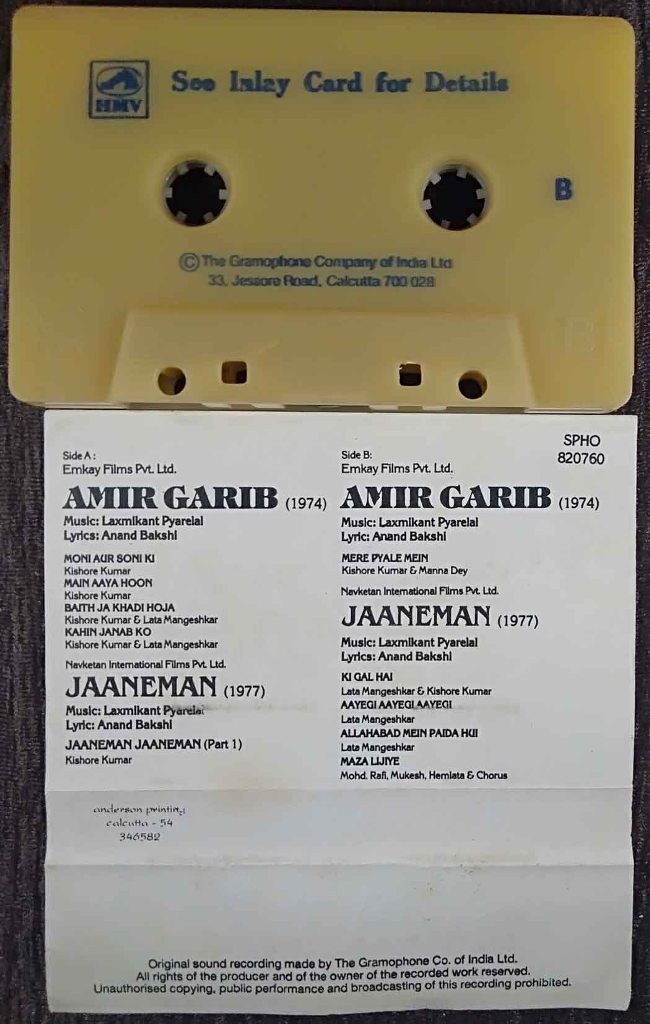 HMV
See Inlay Card for Details
B
© The Gramophone Company of India Ltd
33, Jessore Road, Calcutta 700 028
B
SPHO
820760
Side A :
Emkay Films Pvt. Ltd.
AMIR GARIB (1974)
Music: Laxmikant Pyarelal
Lyrics: Anand Bakshi
MONI AUR SONI KI
Kishore Kumar
MAIN AAYA HOON
Kishore Kumar
BAITH JA KHADI HOJA
Kishore Kumar & Lata Mangeshkar
KAHIN JANAB KO
Kishore Kumar & Lata Mangeshkar
Navketan International Films Pvt. Ltd.
JAANEMAN (1977)
Music: Laxmikant Pyarelal
Lyric: Anand Bakshi
JAANEMAN JAANEMAN (Part 1)
Kishore Kumar
Side B:
Emkay Films Pvt. Ltd.
AMIR GARIB (1974)
Music: Laxmikant Pyarelal
Lyrics: Anand Bakshi
MERE PYALE MEIN
Kishore Kumar & Manna Dey
Navketan International Films Pvt. Ltd.
JAANEMAN (1977)
Music: Laxmikant Pyarelal
Lyrics: Anand Bakshi
KI GAL HAI
Lata Mangeshkar & Kishore Kumar
AAYEGI AAYEGI AAYEGI
Lata Mangeshkar
ALLAHABAD MEIN PAIDA HUI
Lata Mangeshkar
MAZA LIJIYE
Mohd. Rafi, Mukesh, Hemlata & Chorus
anderson printing
calcutta - 54
346582
Original sound recording made by The Gramophone Co. of India Ltd.
All rights of the producer and of the owner of the recorded work reserved.
Unauthorised copying, public performance and broadcasting of this recording prohibited.